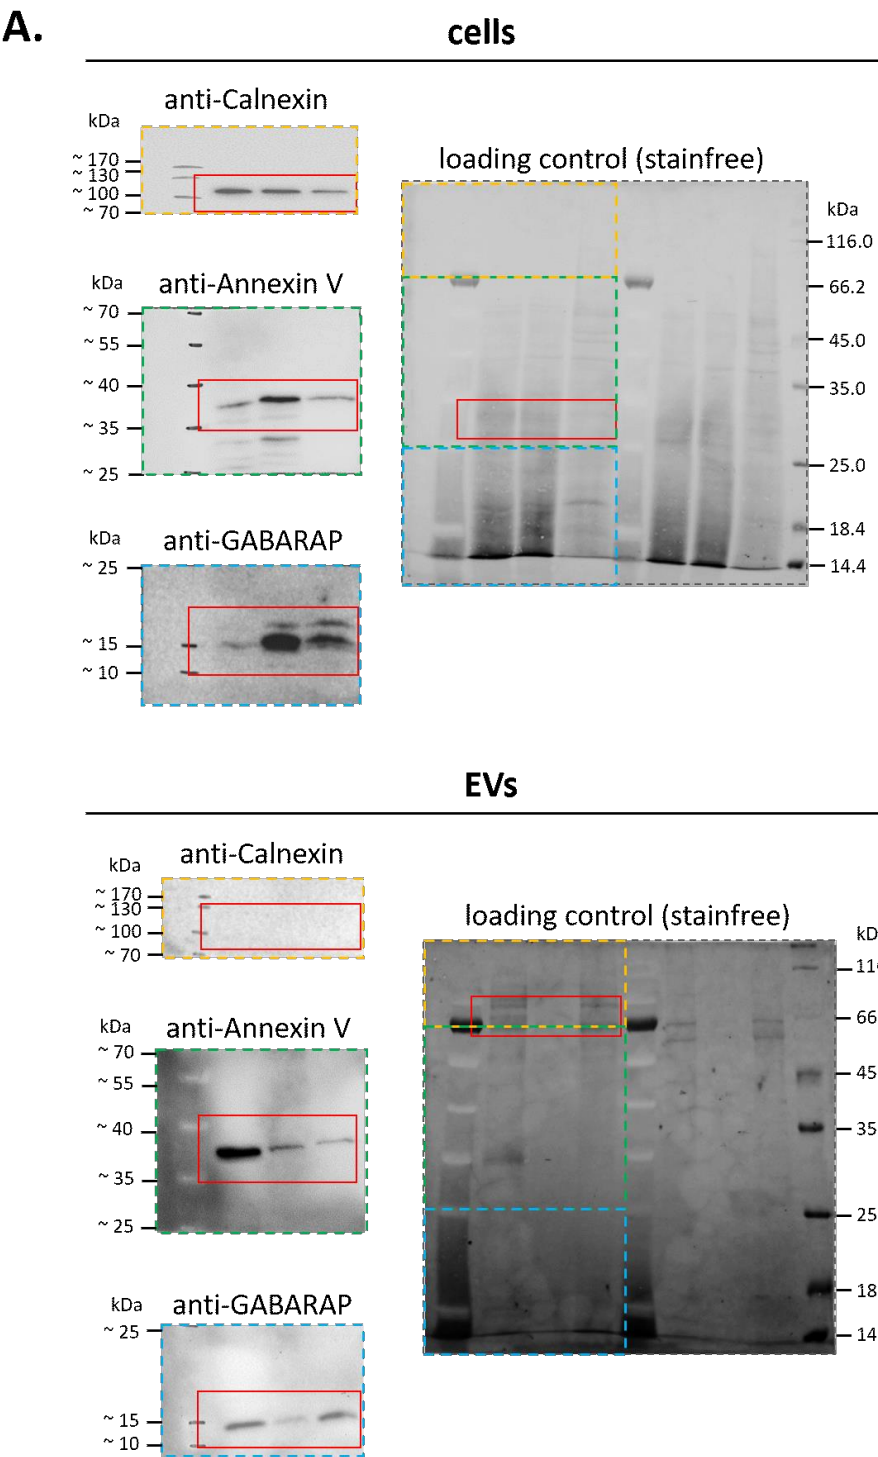 A.
cells
anti-Calnexin
kDa
~ 170
~ 130
~ 100
~ 70
loading control (stainfree)
kDa
116.0
66.2
45.0
35.0
25.0
18.4
14.4
anti-Annexin V
kDa
~ 70
~ 55
~ 40
~ 35
~ 25
anti-GABARAP
kDa
~ 25
~ 15
~ 10
EVs
anti-Calnexin
kDa
~ 170
~ 130
~ 100
~ 70
loading control (stainfree)
kD
11
66
45
35
25
18
14
anti-Annexin V
kDa
~ 70
~ 55
~ 40
~ 35
~ 25
anti-GABARAP
kDa
~ 25
~ 15
~ 10